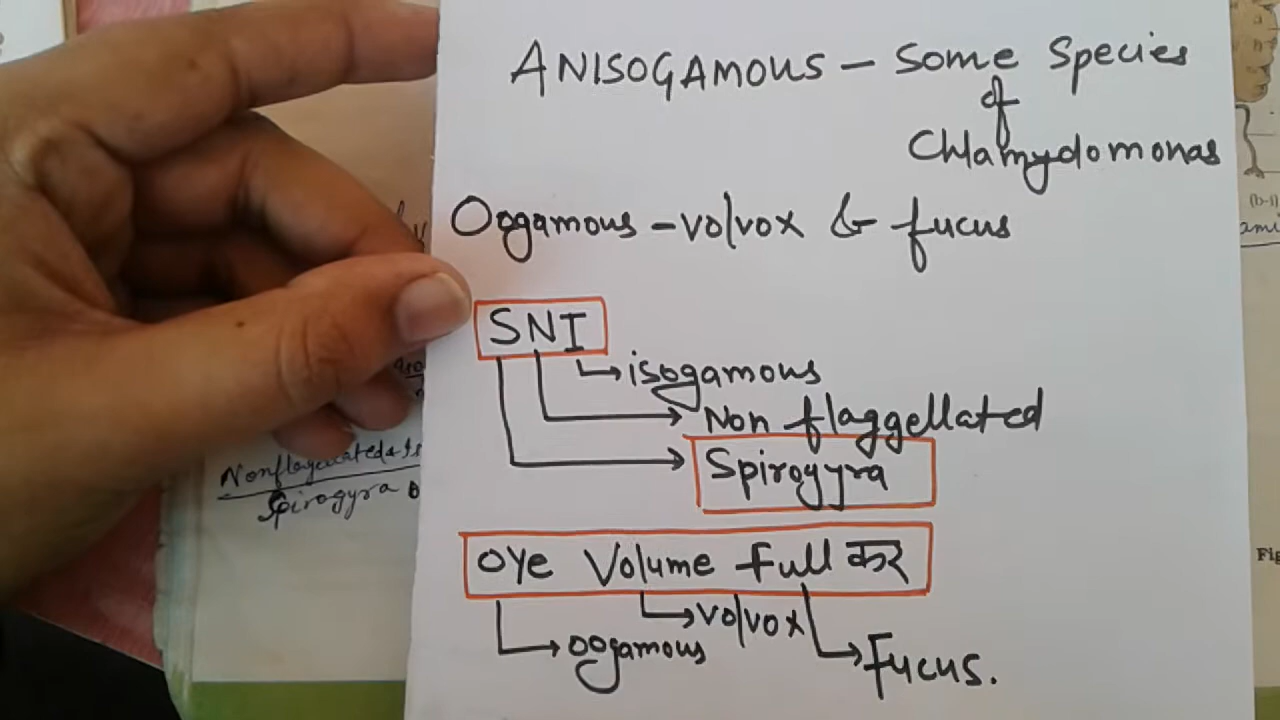 ANISOGAMOUS – Some Species
of
Chlamydomonas
Oogamous – volvox & fucus
SNI
isogamous
Non flaggellated
Spirogyra
OYe Volume Full कर
volvox
oogamous
Fucus.
Nonflagellated
Spirogyra
(b-i)